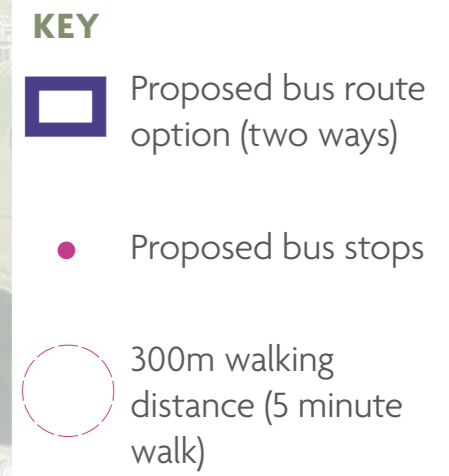 KEY
Proposed bus route
option (two ways)
Proposed bus stops
300m walking
distance (5 minute
walk)